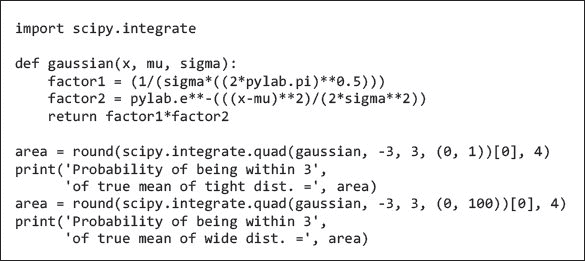 import scipy.integrate

def gaussian(x, mu, sigma):
    factor1 = (1/(sigma*((2*pylab.pi)**0.5)))
    factor2 = pylab.e**-(((x-mu)**2)/(2*sigma**2))
    return factor1*factor2

area = round(scipy.integrate.quad(gaussian, -3, 3, (0, 1))[0], 4)
print('Probability of being within 3',
      'of true mean of tight dist. =', area)
area = round(scipy.integrate.quad(gaussian, -3, 3, (0, 100))[0], 4)
print('Probability of being within 3',
      'of true mean of wide dist. =', area)